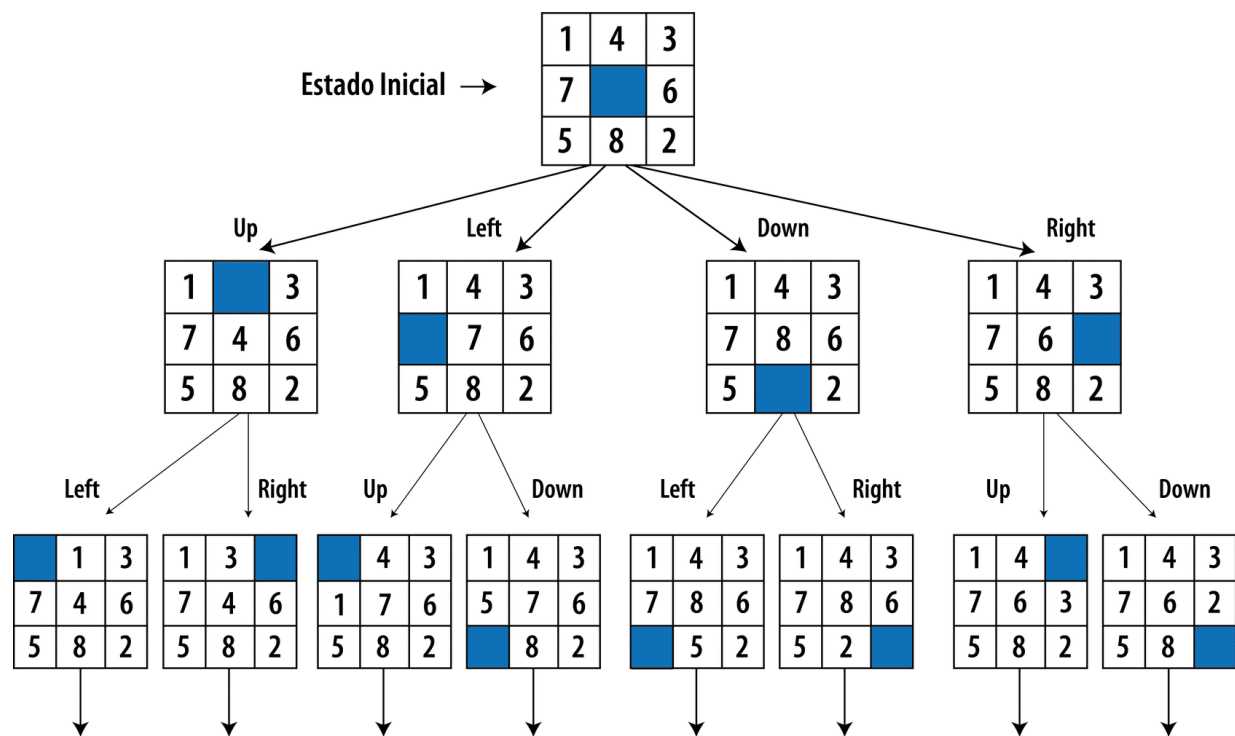 1 4 3
Estado Inicial
7 6
5 8 2
Up Left Down Right
1 3 1 4 3 1 4 3 1 4 3
7 4 6 7 6 7 8 6 7 6
5 8 2 5 8 2 5 2 5 8 2
Left Right Up Down Left Right Up Down
1 3 1 3 4 3 1 4 3 1 4 3 1 4 3 1 4 1 4 3
7 4 6 7 4 6 1 7 6 5 7 6 7 8 6 7 8 6 7 6 3 7 6 2
5 8 2 5 8 2 5 8 2 8 2 5 2 5 2 5 8 2 5 8